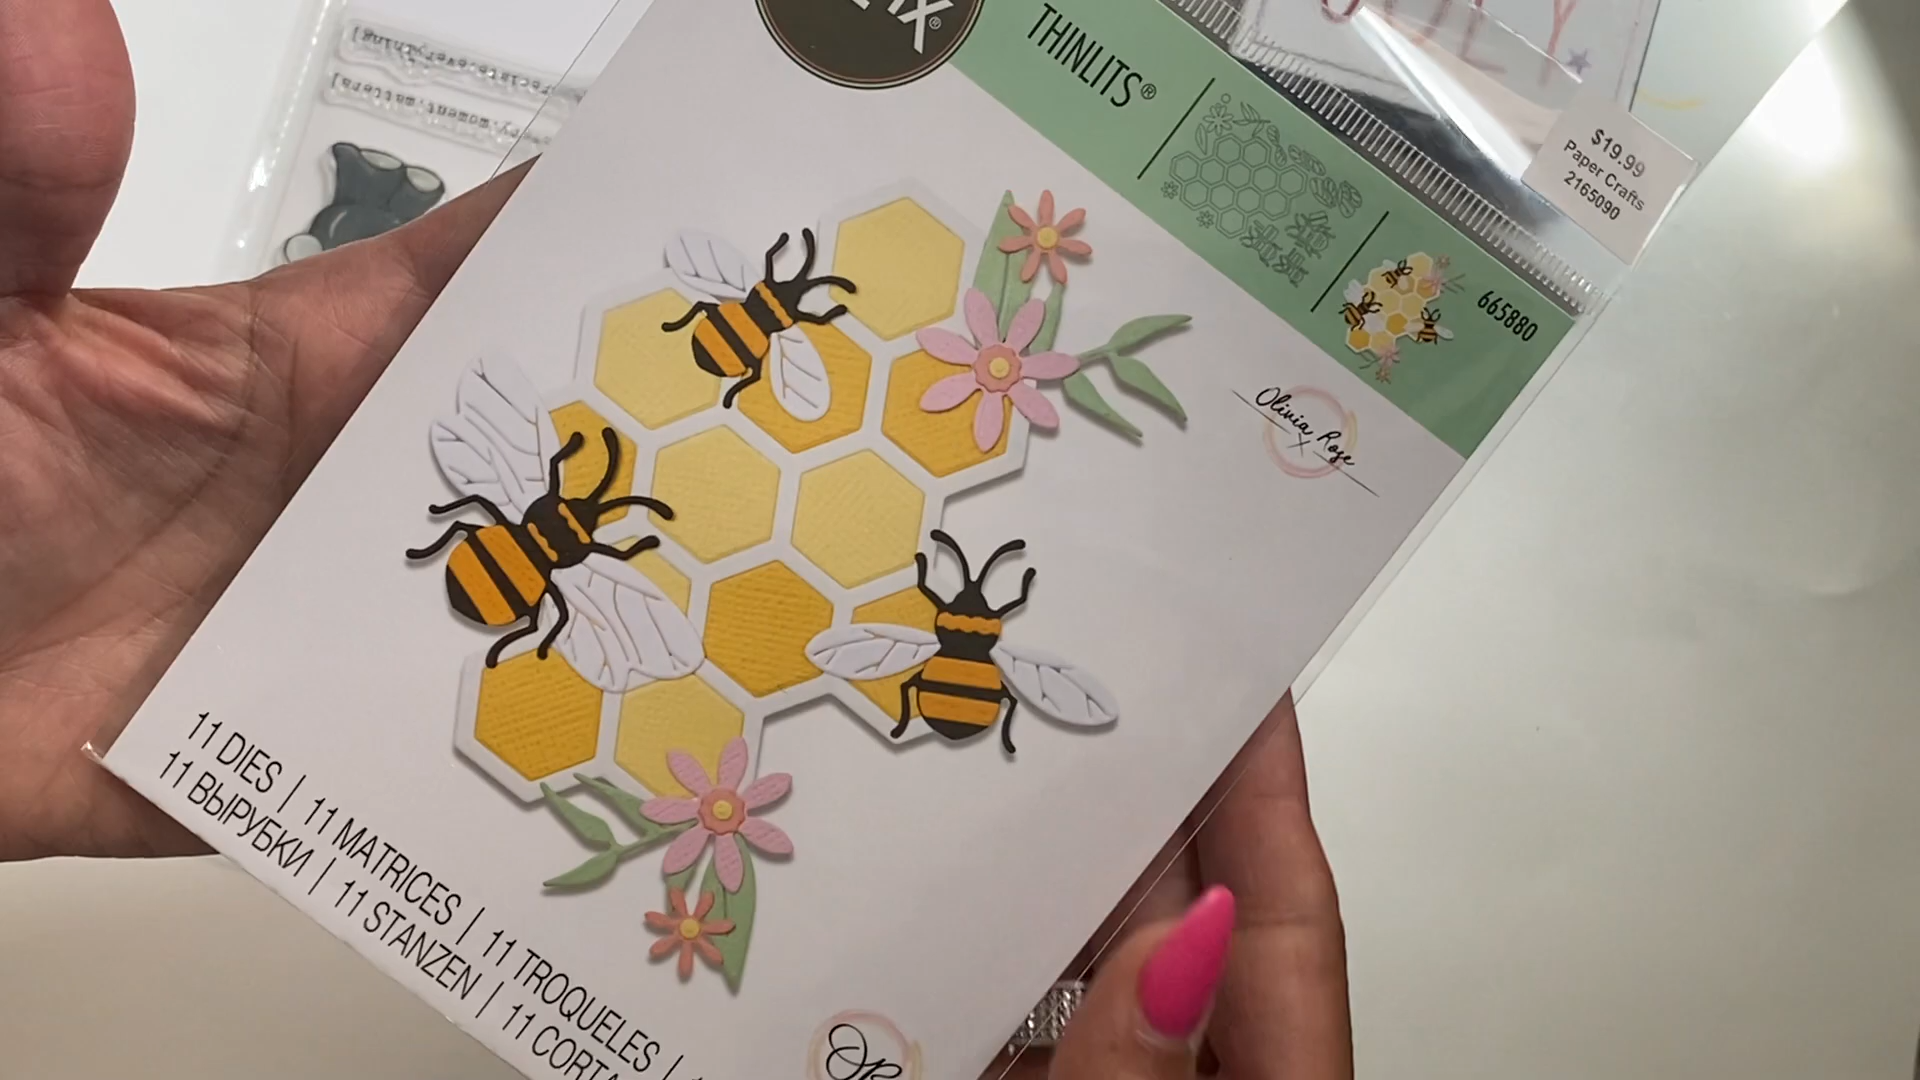 THINLITS®
665880
$19.99
Paper Crafts
2165090
Olivia Rose
11 DIES | 11 MATRICES | 11 TROQUELES |
11 ВЫРУБКИ | 11 STANZEN | 11 CORTA